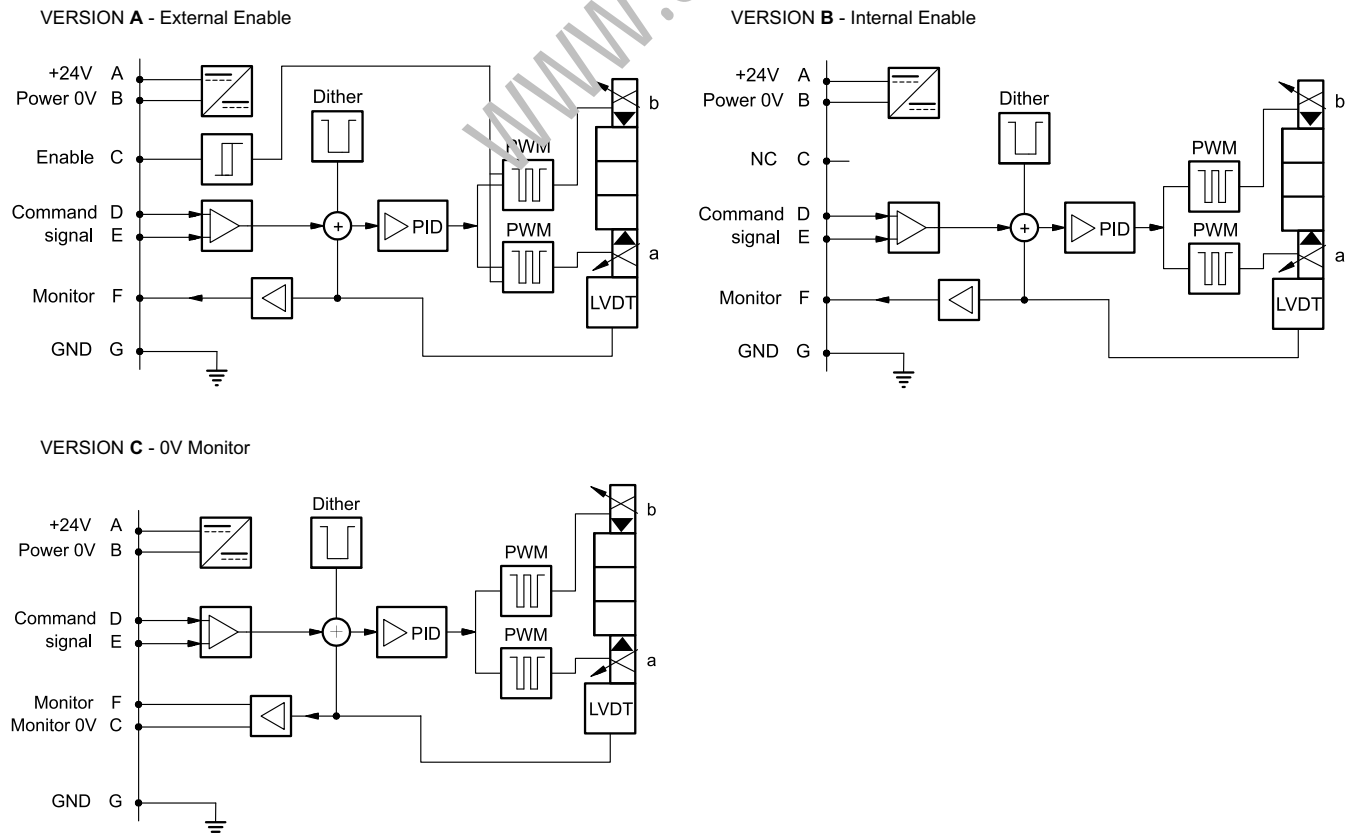 VERSION A - External Enable
+24V A
Power 0V B
Enable C
Command D
signal E
Monitor F
GND G
Dither
PID
PWM
PWM
b
a
LVDT
www.
VERSION B - Internal Enable
+24V A
Power 0V B
NC C
Command D
signal E
Monitor F
GND G
Dither
PID
PWM
PWM
b
a
LVDT
VERSION C - 0V Monitor
+24V A
Power 0V B
Command D
signal E
Monitor F
Monitor 0V C
GND G
Dither
PID
PWM
PWM
b
a
LVDT